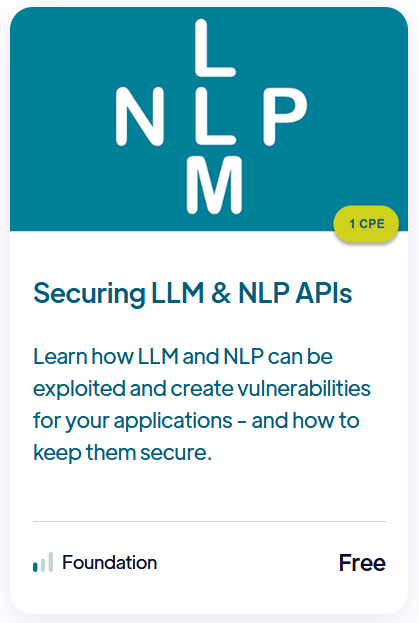 L
NLP
M
1 CPE
Securing LLM & NLP APIs
Learn how LLM and NLP can be
exploited and create vulnerabilities
for your applications - and how to
keep them secure.
Foundation
Free